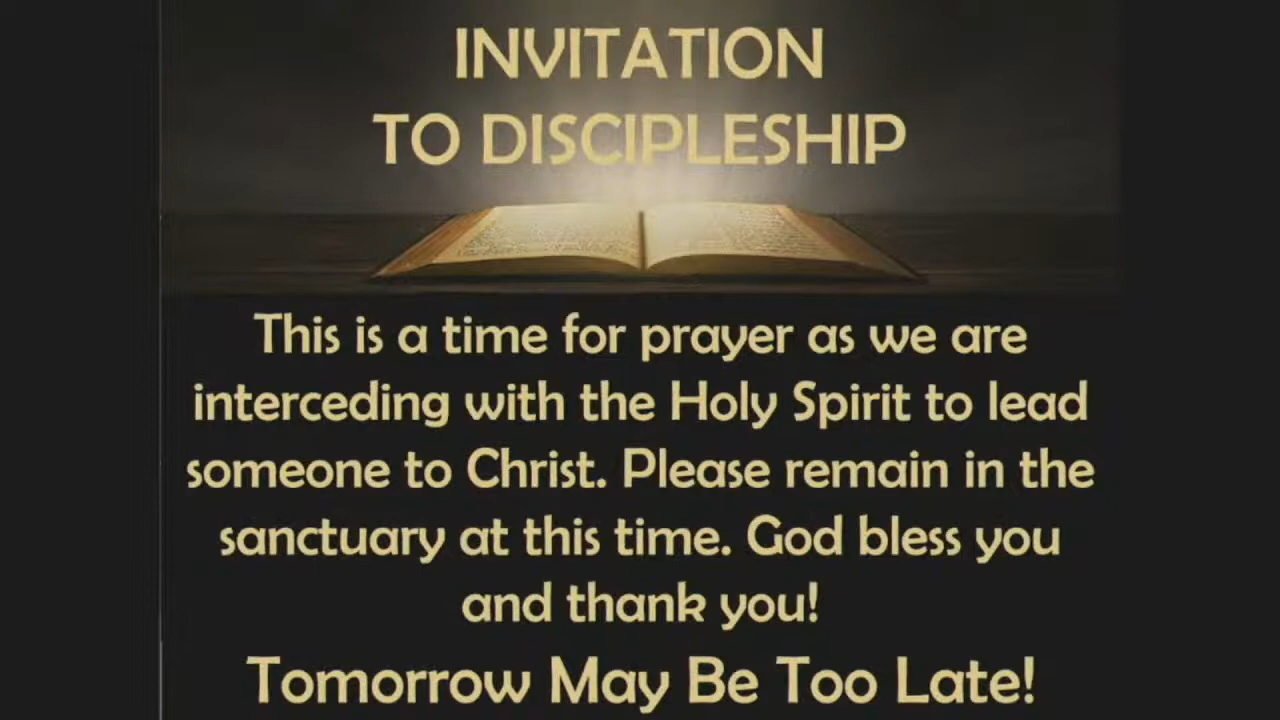 INVITATION
TO DISCIPLESHIP
This is a time for prayer as we are
interceding with the Holy Spirit to lead
someone to Christ. Please remain in the
sanctuary at this time. God bless you
and thank you!
Tomorrow May Be Too Late!